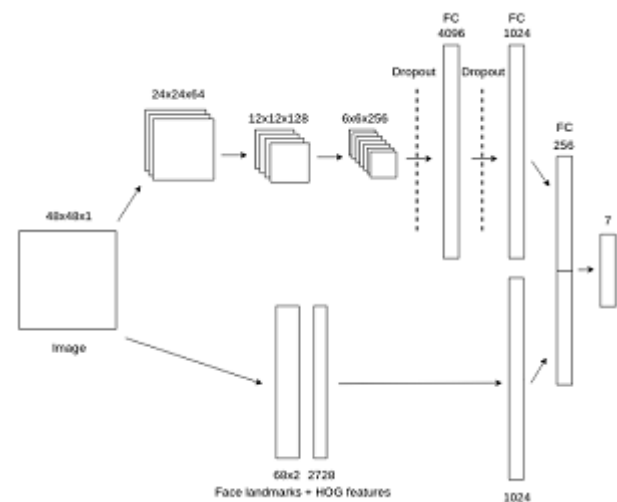 FC
4096
FC
1024
Dropout
Dropout
24x24x64
12x12x128
6x6x256
FC
256
48x48x1
7
Image
68x2
2728
Face landmarks + HOG features
1024